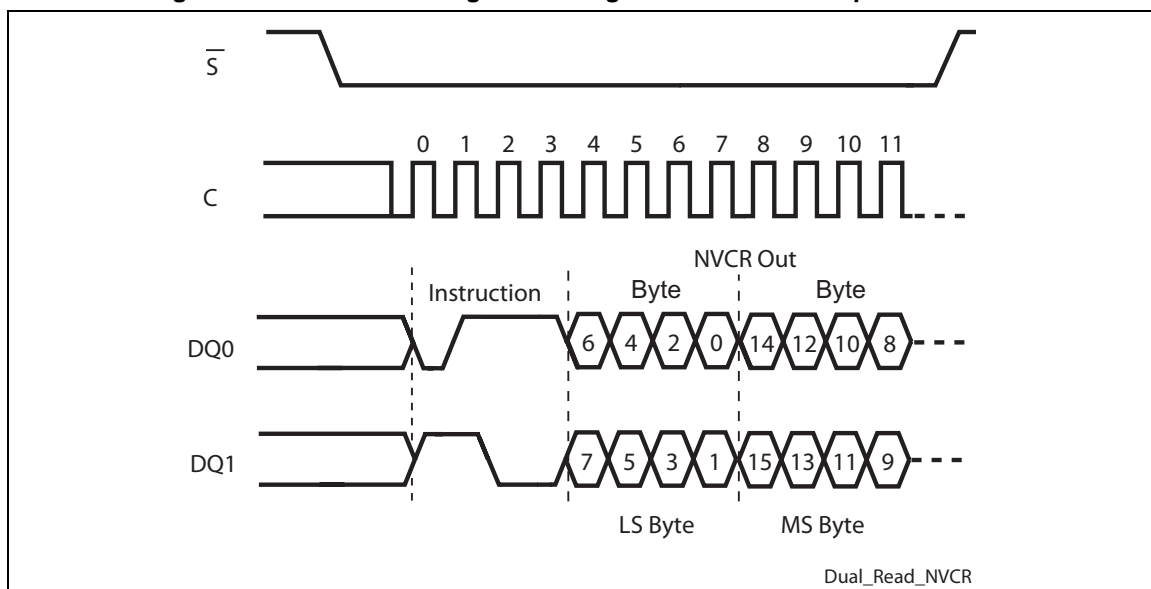 S
0 1 2 3 4 5 6 7 8 9 10 11
C
NVCR Out
Instruction Byte Byte
DQ0 6 4 2 0 14 12 10 8
DQ1 7 5 3 1 15 13 11 9
LS Byte MS Byte
Dual_Read_NVCR